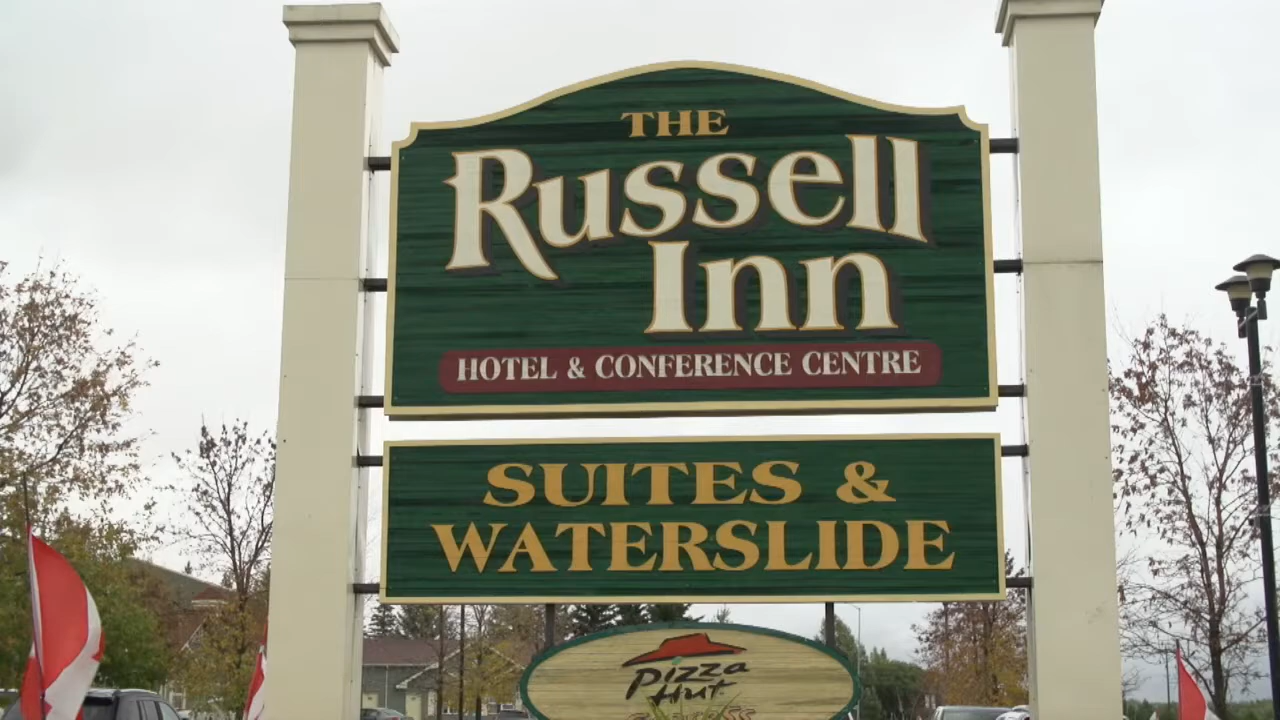 THE
Russell
Inn
HOTEL & CONFERENCE CENTRE
SUITES &
WATERSLIDE
Pizza
Hut